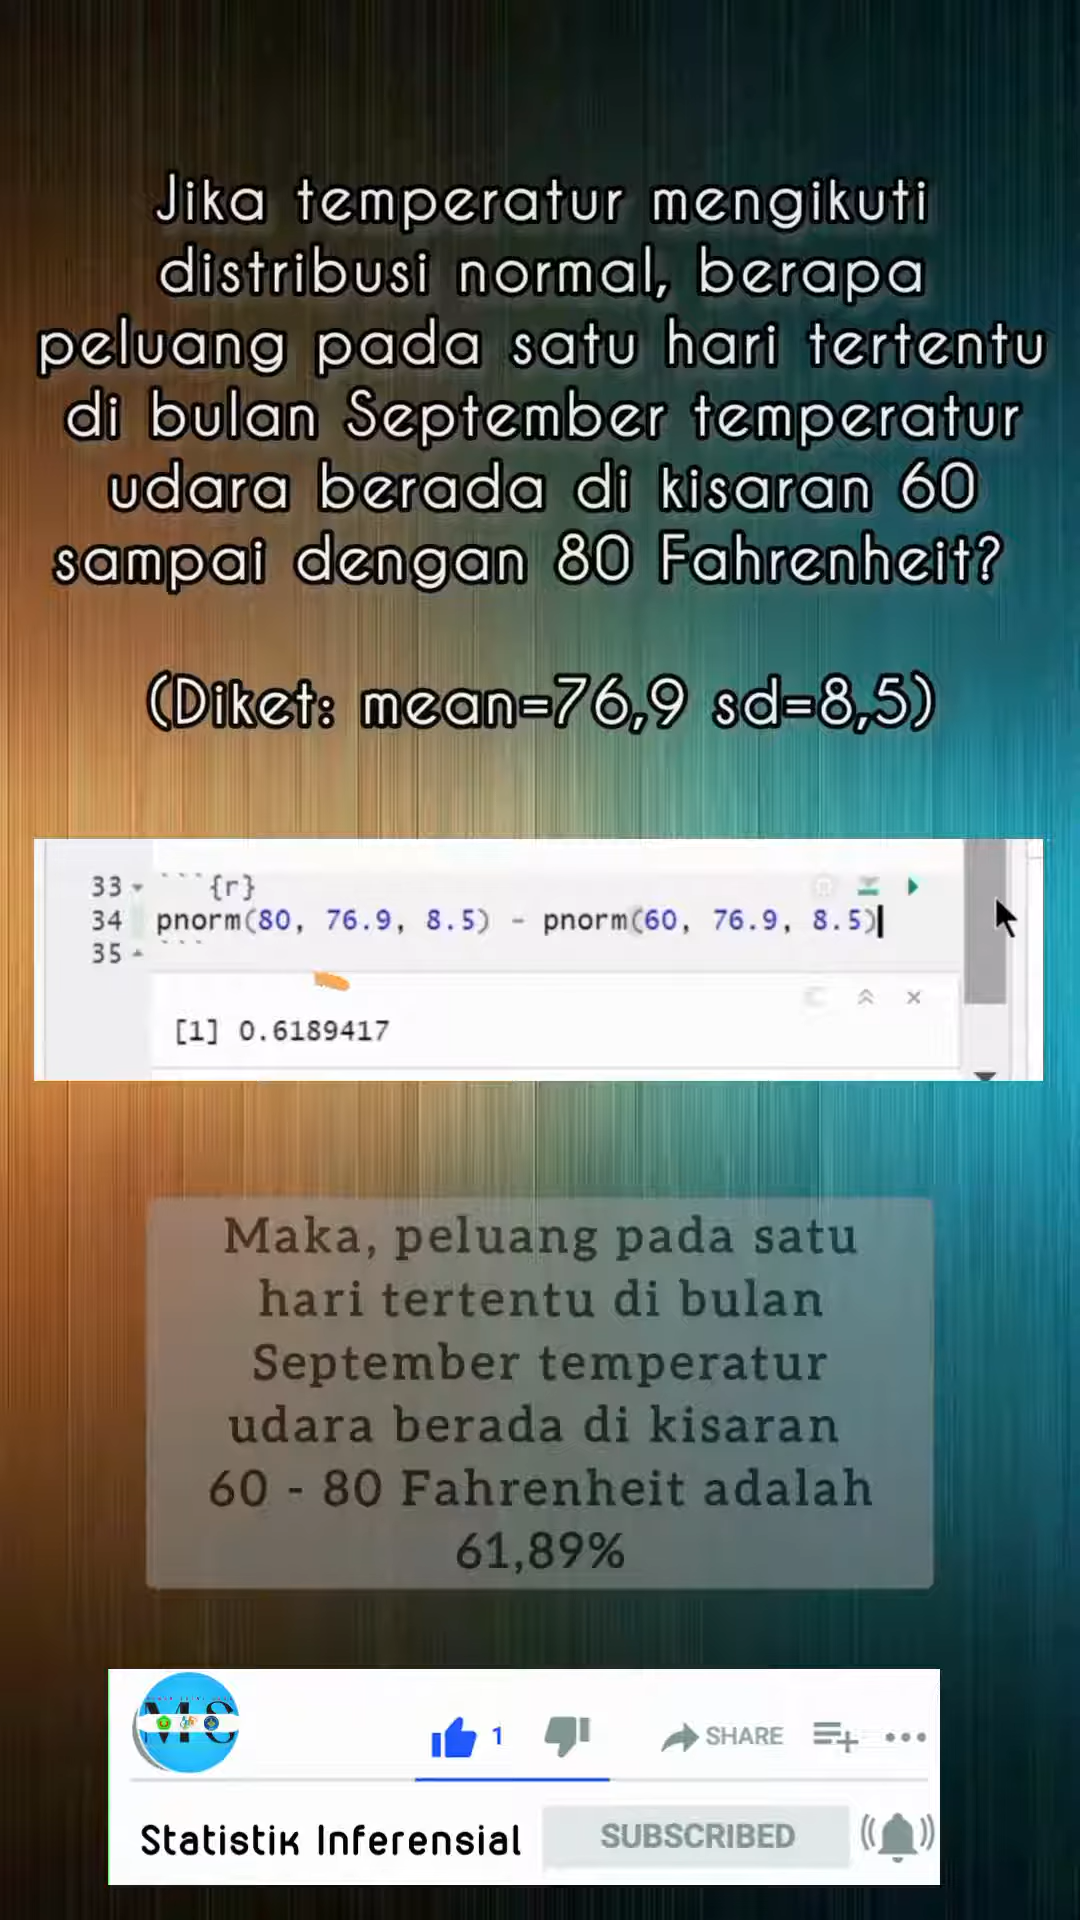 Jika temperatur mengikuti
distribusi normal, berapa
peluang pada satu hari tertentu
di bulan September temperatur
udara berada di kisaran 60
sampai dengan 80 Fahrenheit?
(Diket: mean=76,9 sd=8,5)
33 ```{r}
34 pnorm(80, 76.9, 8.5) - pnorm(60, 76.9, 8.5)
35 ```
[1] 0.6189417
Maka, peluang pada satu
hari tertentu di bulan
September temperatur
udara berada di kisaran
60 - 80 Fahrenheit adalah
61,89%
MS
1 SHARE
Statistik Inferensial SUBSCRIBED